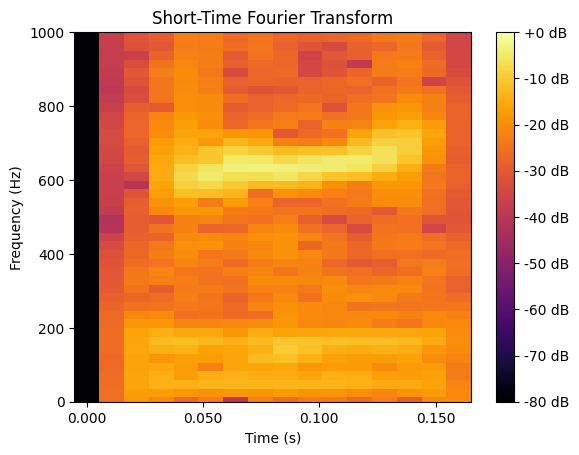 Short-Time Fourier Transform
Frequency (Hz)
1000
800
600
400
200
0
0.000 0.050 0.100 0.150
Time (s)
+0 dB
-10 dB
-20 dB
-30 dB
-40 dB
-50 dB
-60 dB
-70 dB
-80 dB